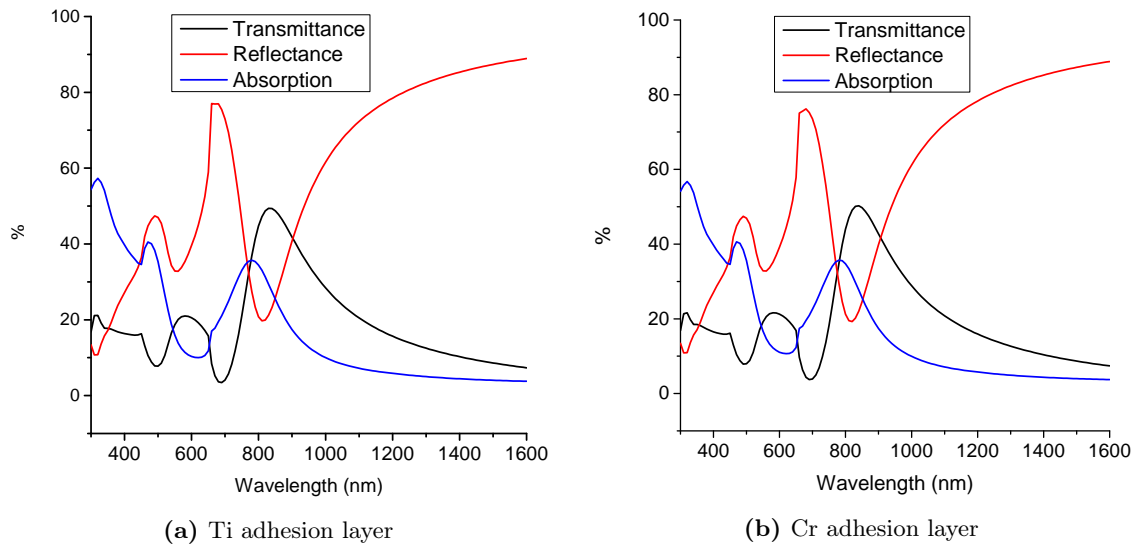 100
80
60
40
20
0
%
Transmittance
Reflectance
Absorption
400 600 800 1000 1200 1400 1600
Wavelength (nm)
(a) Ti adhesion layer
100
80
60
40
20
0
%
Transmittance
Reflectance
Absorption
400 600 800 1000 1200 1400 1600
Wavelength (nm)
(b) Cr adhesion layer